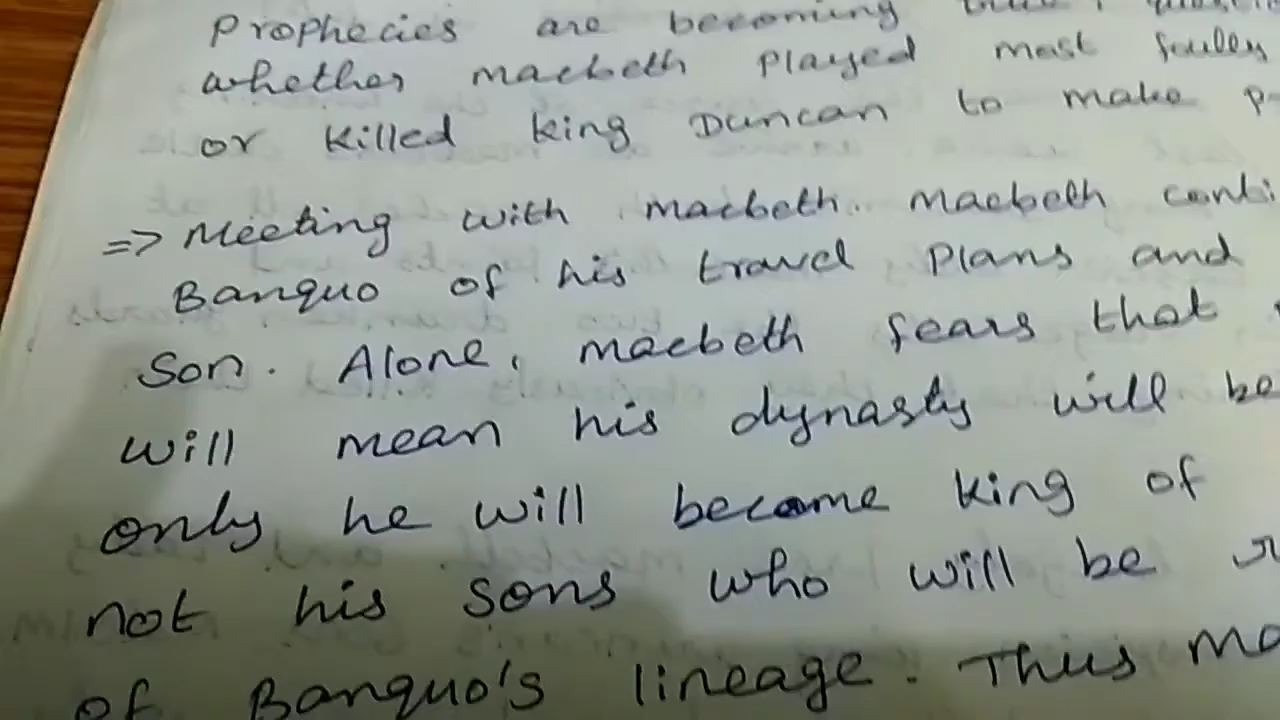 Prophecies are becoming
whether macbeth played most foully
or killed king Duncan to make
=> Meeting with macbeth. macbeth
Banquo of his travel plans and
Son. Alone, macbeth fears that
will mean his dynasty will be
only he will become king of
not his sons who will be
of Banquo's lineage. Thus